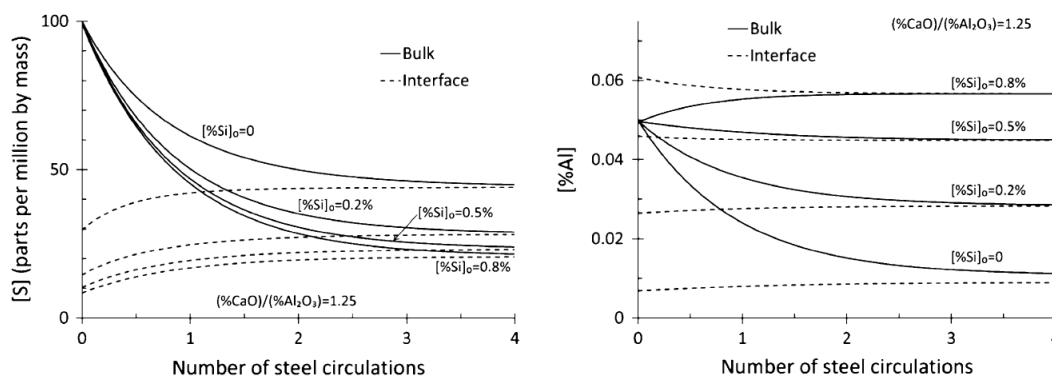 [S] (parts per million by mass)
100
50
0
0 1 2 3 4
Number of steel circulations
Bulk
Interface
[%Si]₀=0
[%Si]₀=0.2%
[%Si]₀=0.5%
[%Si]₀=0.8%
(%CaO)/(%Al₂O₃)=1.25
[%Al]
0.06
0.04
0.02
0
0 1 2 3 4
Number of steel circulations
(%CaO)/(%Al₂O₃)=1.25
Bulk
Interface
[%Si]₀=0.8%
[%Si]₀=0.5%
[%Si]₀=0.2%
[%Si]₀=0